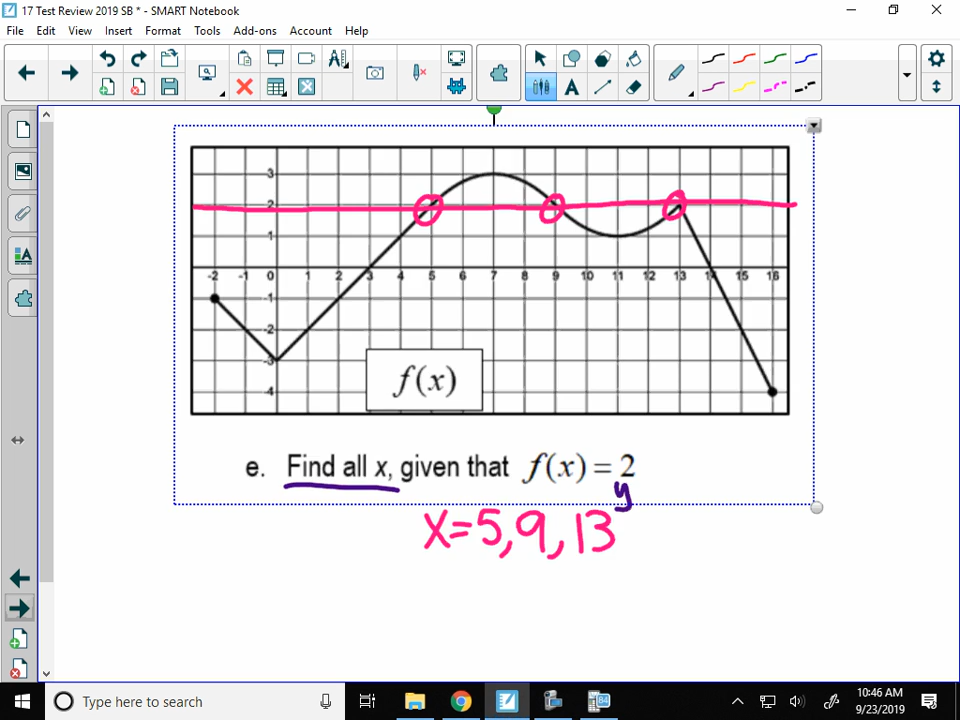 17 Test Review 2019 SB * - SMART Notebook
File Edit View Insert Format Tools Add-ons Account Help
3
2
1
-2 -1 0 1 2 3 4 5 6 7 8 9 10 11 12 13 14 15 16
-1
-2
-3
-4
f(x)
e. Find all x, given that f(x) = 2
y
x=5,9,13
Type here to search
10:46 AM
9/23/2019